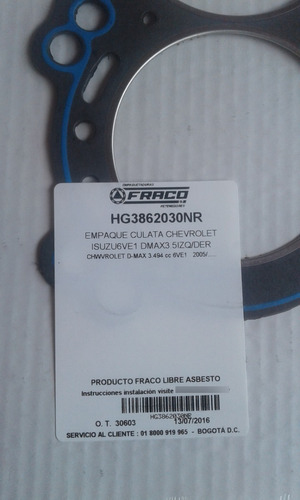 FRACO
HG3862030NR
EMPAQUE CULATA CHEVROLET
ISUZU6VE1 DMAX3.5IZQ/DER
CHWVROLET D-MAX 3.494 cc 6VE1 2005/.....
PRODUCTO FRACO LIBRE ASBESTO
Instrucciones instalación visite
HG3862030NR
O. T. 30603 13/07/2016
SERVICIO AL CLIENTE : 01 8000 919 965 - BOGOTÁ D.C.